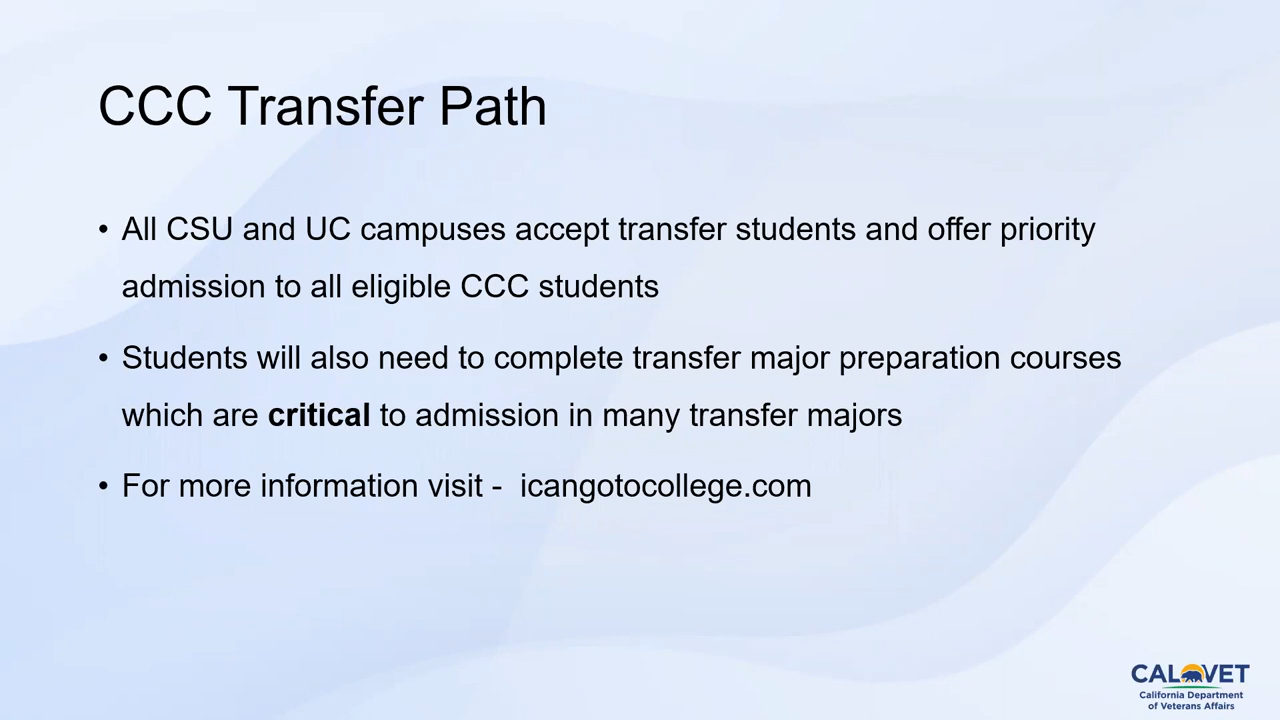 CCC Transfer Path
• All CSU and UC campuses accept transfer students and offer priority
admission to all eligible CCC students
• Students will also need to complete transfer major preparation courses
which are critical to admission in many transfer majors
• For more information visit -  icangotocollege.com
CALVET
California Department
of Veterans Affairs